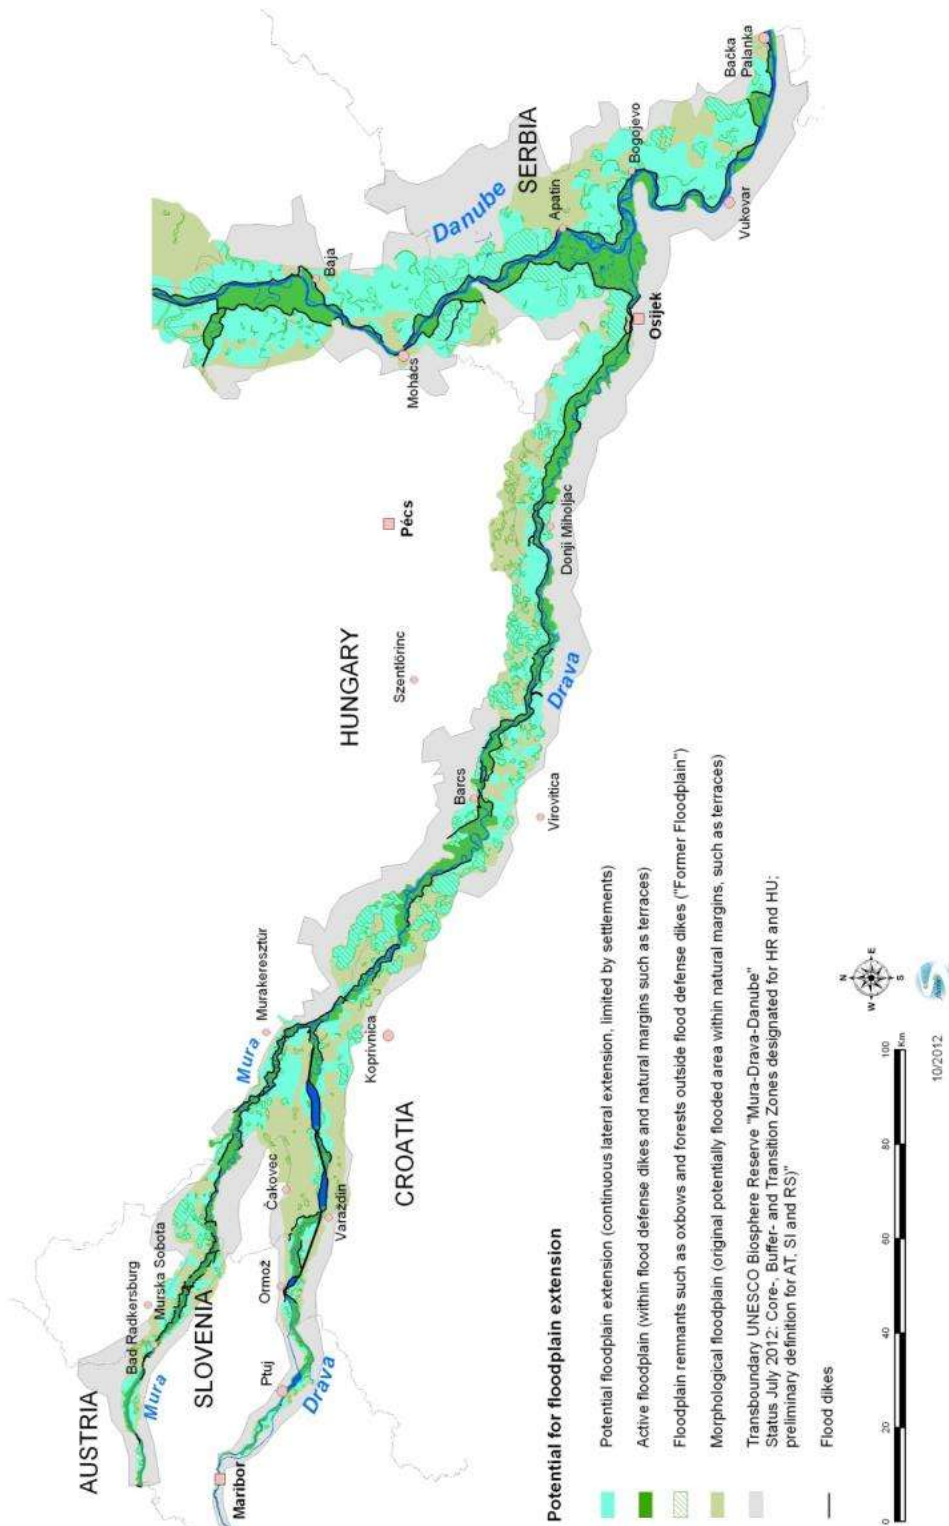 AUSTRIA
Bad Radkersburg
Mura
Murska Sobota
SLOVENIA
Maribor
Ptuj
Drava
Ormož
Čakovec
Varaždin
Mura
Murakeresztúr
Koprivnica
CROATIA
HUNGARY
Barcs
Virovitica
Szentlőrinc
Drava
Pécs
Donji Miholjac
Mohács
Baja
Danube
Osijek
Apatin
SERBIA
Bogojevo
Vukovar
Bačka
Palanka
Potential for floodplain extension
Potential floodplain extension (continuous lateral extension, limited by settlements)
Active floodplain (within flood defense dikes and natural margins such as terraces)
Floodplain remnants such as oxbows and forests outside flood defense dikes ("Former Floodplain")
Morphological floodplain (original potentially flooded area within natural margins, such as terraces)
Transboundary UNESCO Biosphere Reserve "Mura-Drava-Danube"
Status July 2012: Core-, Buffer- and Transition Zones designated for HR and HU;
preliminary definition for AT, SI and RS)"
Flood dikes
0 20 40 60 80 100
Km
N
E
S
W
10/2012